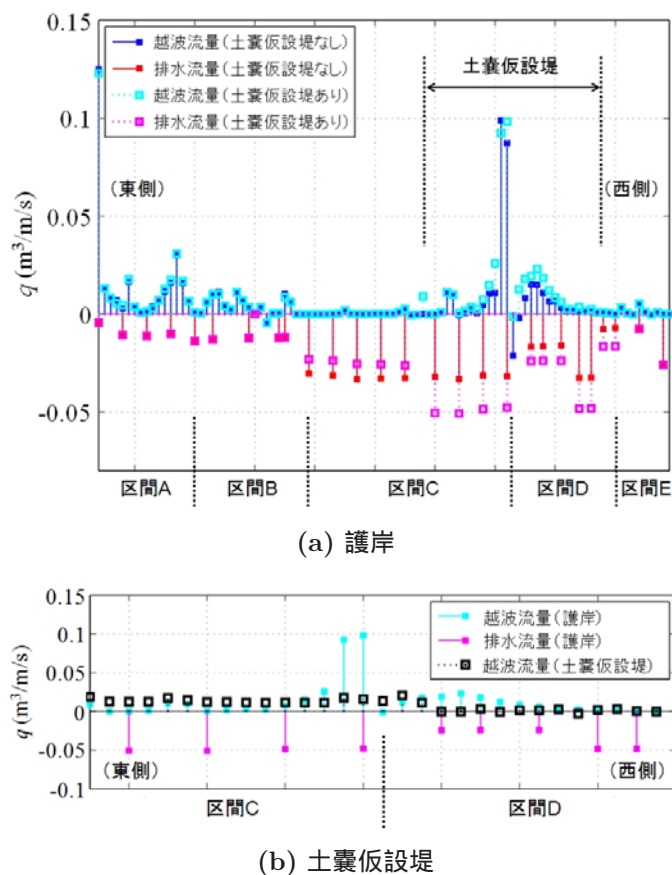 0.15
越波流量(土嚢仮設堤なし)
排水流量(土嚢仮設堤なし)
越波流量(土嚢仮設堤あり)
排水流量(土嚢仮設堤あり)
土嚢仮設堤
0.1
(東側)
(西側)
0.05
q (m³/m/s)
0
-0.05
区間A
区間B
区間C
区間D
区間E
(a) 護岸
0.15
越波流量(護岸)
排水流量(護岸)
越波流量(土嚢仮設堤)
0.1
0.05
q (m³/m/s)
0
-0.05
(東側)
(西側)
-0.1
区間C
区間D
(b) 土嚢仮設堤